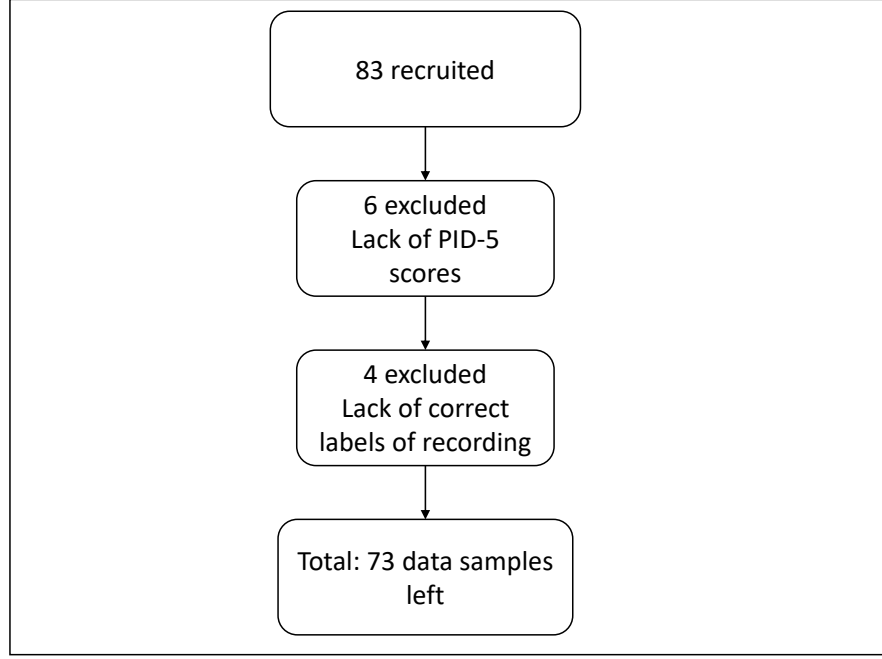 83 recruited
6 excluded
Lack of PID-5
scores
4 excluded
Lack of correct
labels of recording
Total: 73 data samples
left